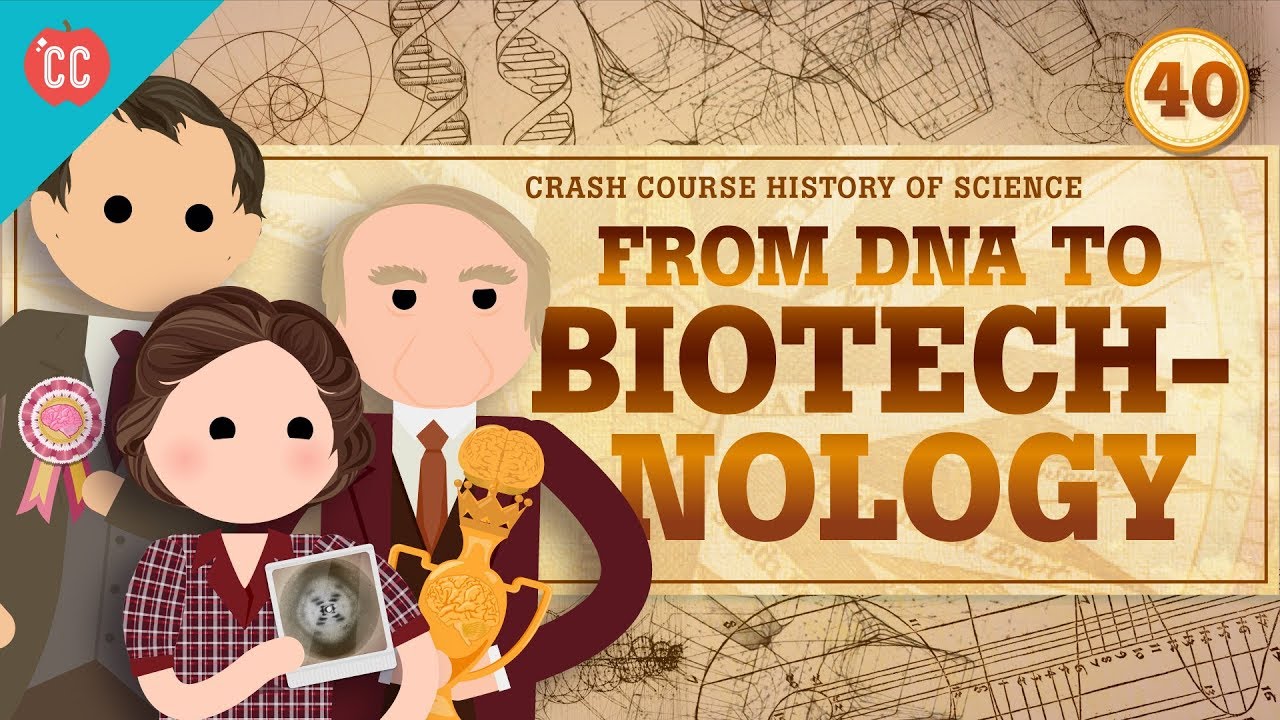 CC
40
CRASH COURSE HISTORY OF SCIENCE
FROM DNA TO
BIOTECH-
NOLOGY